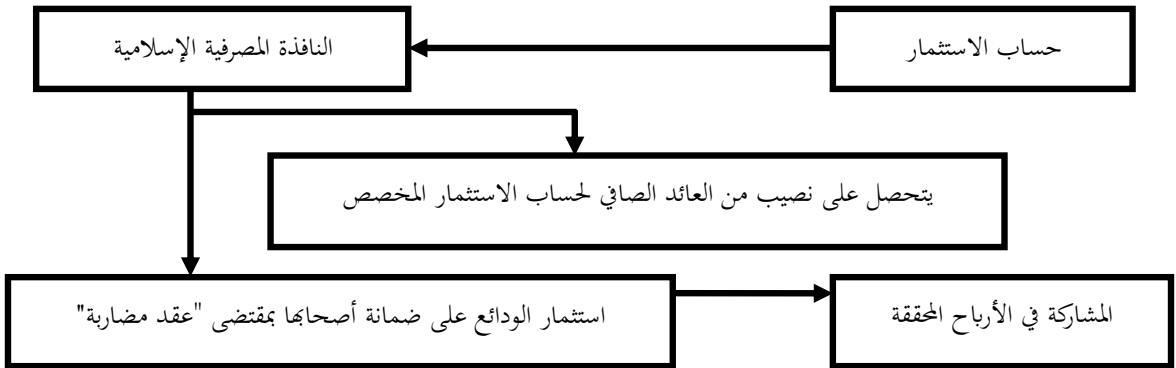 حساب الاستثمار
النافذة المصرفية الإسلامية
يتحصل على نصيب من العائد الصافي لحساب الاستثمار المخصص
استثمار الودائع على ضمانة أصحابها بمقتضى "عقد مضاربة"
المشاركة في الأرباح المحققة